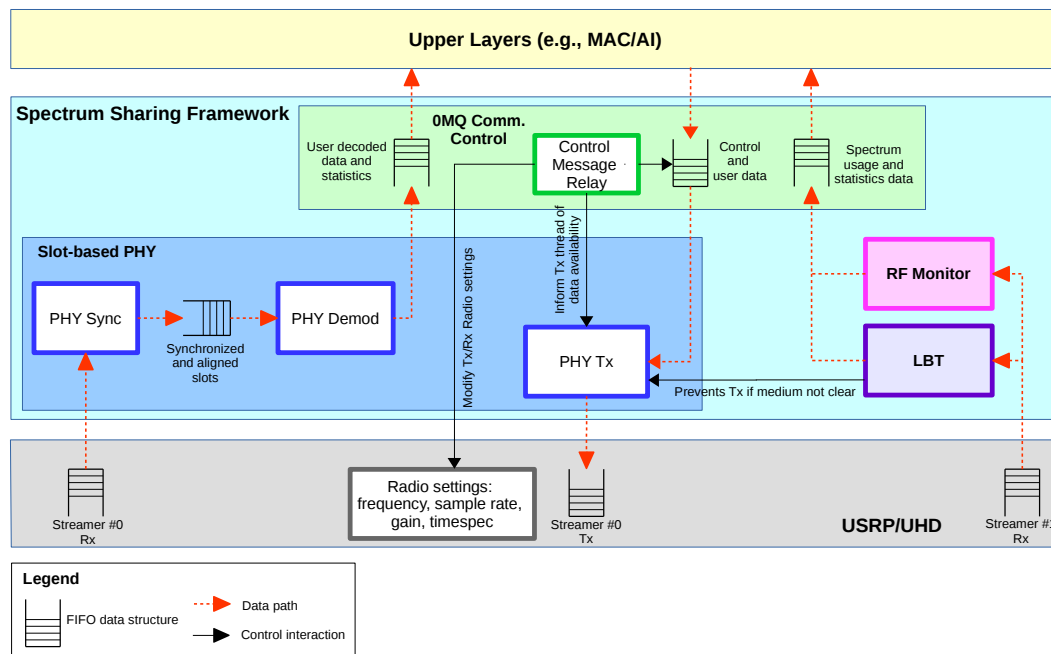 Upper Layers (e.g., MAC/AI)
Spectrum Sharing Framework
0MQ Comm.
Control
User decoded
data and
statistics
Control
Message
Relay
Control
and
user data
Spectrum
usage and
statistics data
Slot-based PHY
PHY Sync
Synchronized
and aligned
slots
PHY Demod
Modify Tx/Rx Radio settings
Inform Tx thread of
data availability
PHY Tx
RF Monitor
LBT
Prevents Tx if medium not clear
Streamer #0
Rx
Radio settings:
frequency, sample rate,
gain, timespec
Streamer #0
Tx
USRP/UHD
Streamer #1
Rx
Legend
FIFO data structure
Data path
Control interaction